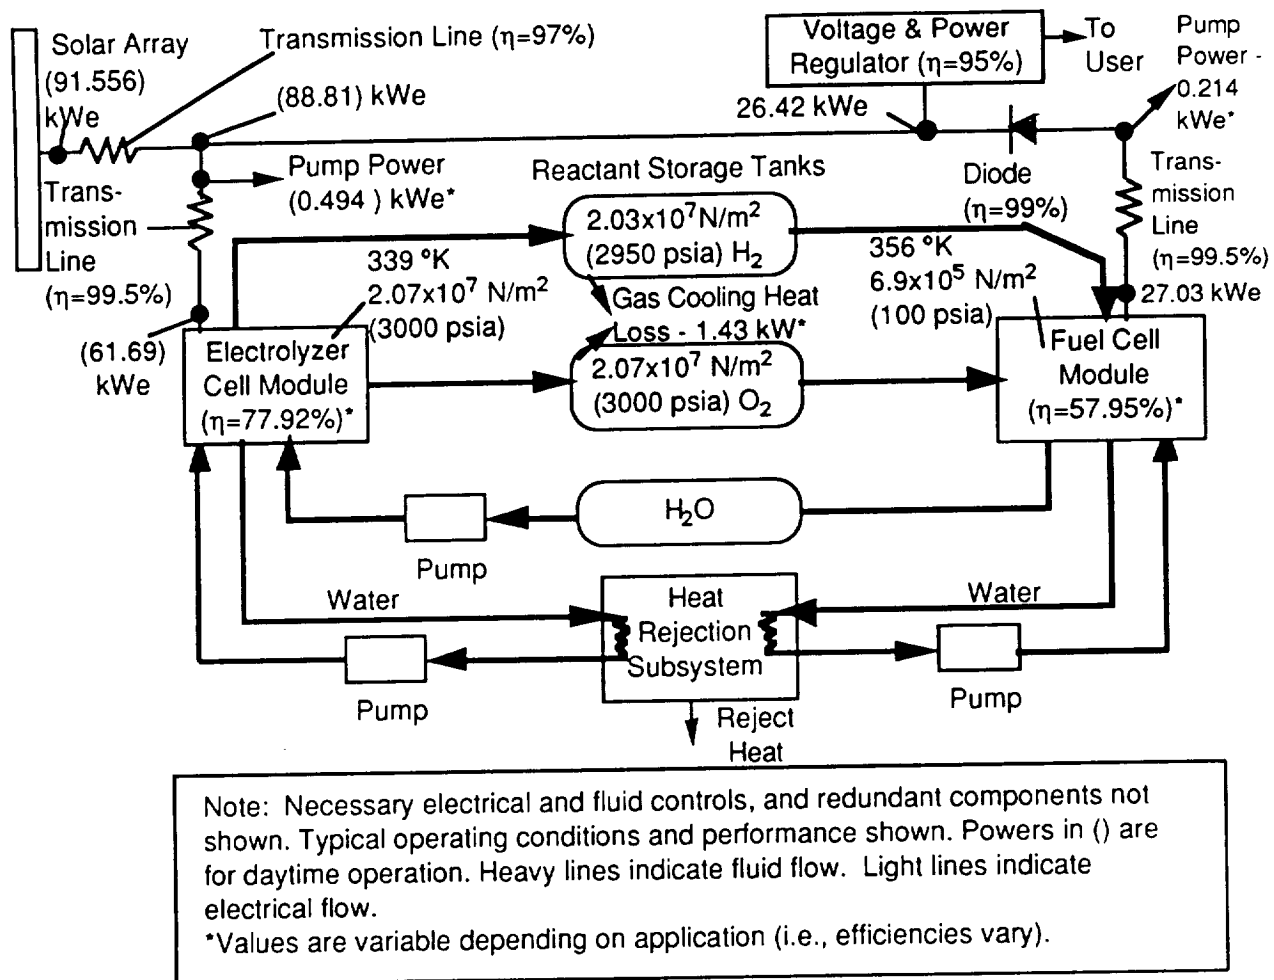 Solar Array
(91.556)
kWe
Transmission Line (η=97%)
(88.81) kWe
Voltage & Power
Regulator (η=95%)
To
User
Pump
Power -
0.214
kWe*
26.42 kWe
Pump Power
(0.494 ) kWe*
Reactant Storage Tanks
Diode
(η=99%)
Trans-
mission
Line
(η=99.5%)
Trans-
mission
Line
(η=99.5%)
2.03x10⁷N/m²
(2950 psia) H₂
339 °K
2.07x10⁷ N/m²
(3000 psia)
356 °K
6.9x10⁵ N/m²
(100 psia)
Gas Cooling Heat
Loss - 1.43 kW*
27.03 kWe
(61.69)
kWe
Electrolyzer
Cell Module
(η=77.92%)*
2.07x10⁷ N/m²
(3000 psia) O₂
Fuel Cell
Module
(η=57.95%)*
H₂O
Pump
Water
Heat
Rejection
Subsystem
Water
Pump
Pump
Reject
Heat
Note: Necessary electrical and fluid controls, and redundant components not
shown. Typical operating conditions and performance shown. Powers in () are
for daytime operation. Heavy lines indicate fluid flow. Light lines indicate
electrical flow.
*Values are variable depending on application (i.e., efficiencies vary).